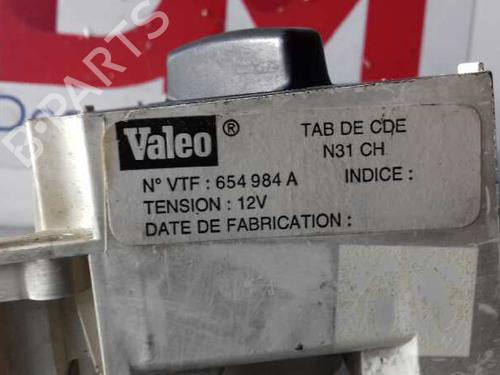 B-PARTS
Valeo ®
TAB DE CDE
N31 CH
N° VTF : 654 984 A
INDICE :
TENSION : 12V
DATE DE FABRICATION :